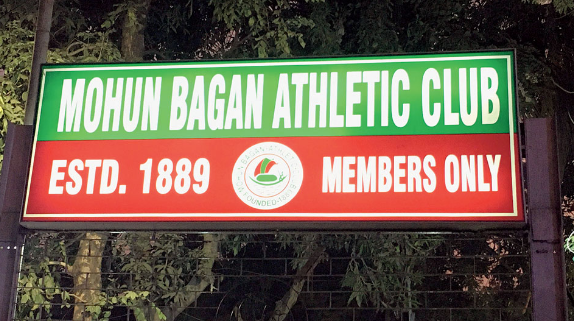 MOHUN BAGAN ATHLETIC CLUB
ESTD. 1889
MEMBERS ONLY